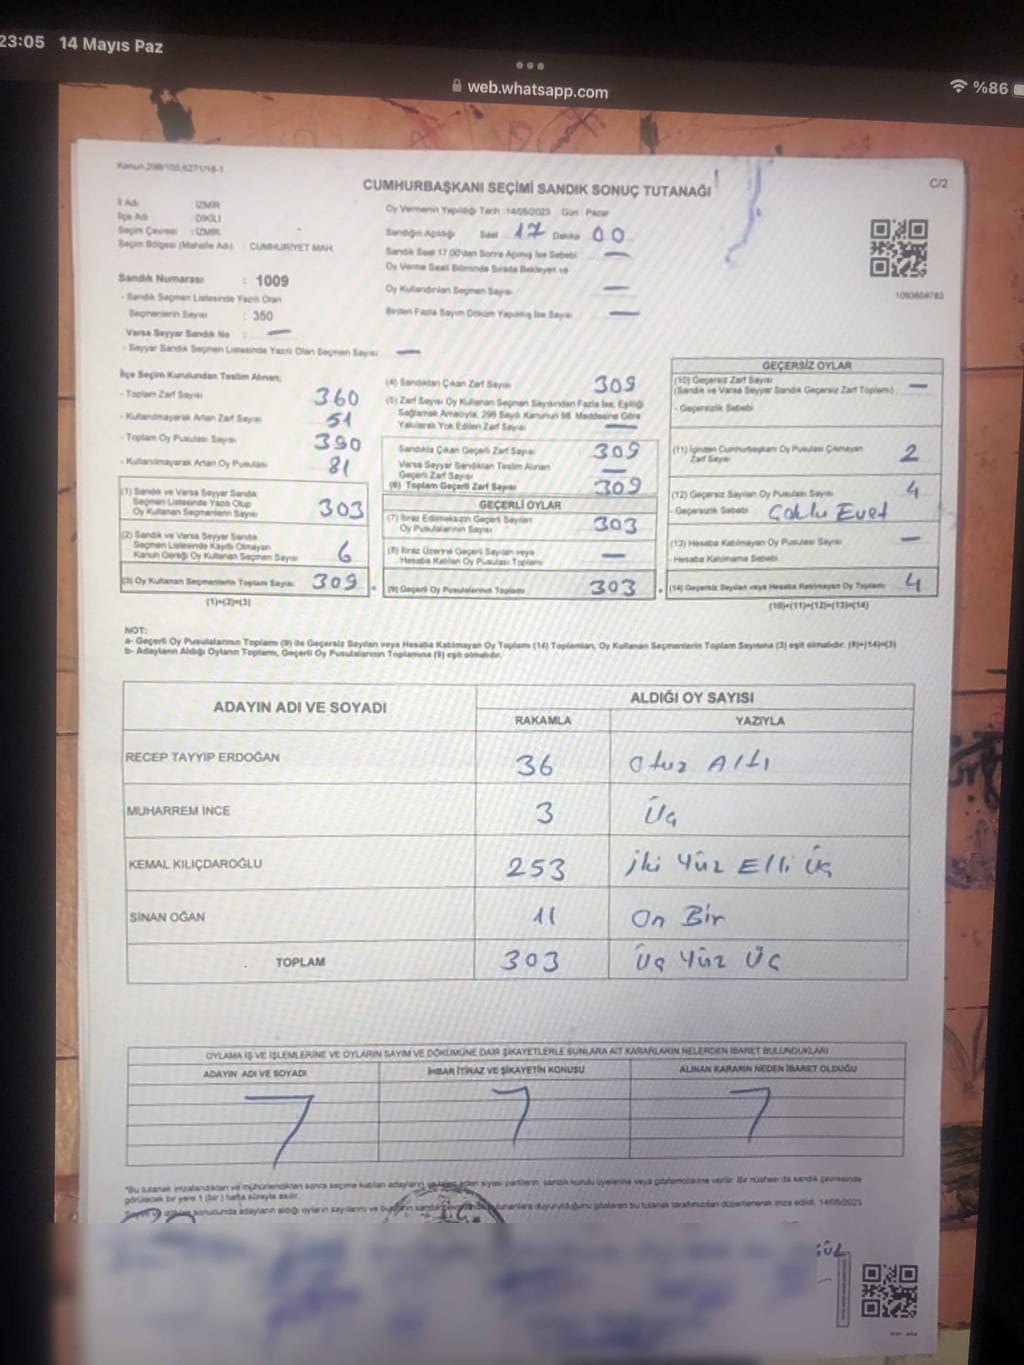 23:05 14 Mayıs Paz
web.whatsapp.com
%86
C/2
CUMHURBAŞKANI SEÇİMİ SANDIK SONUÇ TUTANAĞI
İl Adı : İZMİR
İlçe Adı : DİKİLİ
Seçim Çevresi : İZMİR
Seçim Bölgesi (Mahalle Adı) : CUMHURİYET MAH.
Sandık Numarası : 1009
- Sandık Seçmen Listesinde Yazılı Olan
Seçmenlerin Sayısı : 350
Varsa Seyyar Sandık No : —
- Seyyar Sandık Seçmen Listesinde Yazılı Olan Seçmen Sayısı —
Oy Vermenin Yapıldığı Tarih : 14/05/2023 Gün : Pazar
Sandığın Açıldığı Saat 17 Dakika 00
Sandık Saat 17.00'den Sonra Açılmış İse Sebebi —
Oy Verme Saati Bitiminde Sırada Bekleyen ve
Oy Kullandırılan Seçmen Sayısı —
Birden Fazla Sayım Döküm Yapılmış İse Sayısı —
1093858783
İlçe Seçim Kurulundan Teslim Alınan;
- Toplam Zarf Sayısı 360
- Kullanılmayarak Artan Zarf Sayısı 51
- Toplam Oy Pusulası Sayısı 390
- Kullanılmayarak Artan Oy Pusulası 81
(1) Sandık ve Varsa Seyyar Sandık
Seçmen Listesinde Yazılı Olup
Oy Kullanan Seçmenlerin Sayısı 303
(2) Sandık ve Varsa Seyyar Sandık
Seçmen Listesinde Kayıtlı Olmayan
Kanun Gereği Oy Kullanan Seçmen Sayısı 6
(3) Oy Kullanan Seçmenlerin Toplam Sayısı 309
(1)+(2)=(3)
(4) Sandıktan Çıkan Zarf Sayısı 309
(5) Zarf Sayısı Oy Kullanan Seçmen Sayısından Fazla İse, Eşitliği
Sağlamak Amacıyla, 298 Sayılı Kanunun 98. Maddesine Göre
Yakılarak Yok Edilen Zarf Sayısı —
Sandıkta Çıkan Geçerli Zarf Sayısı 309
Varsa Seyyar Sandıktan Teslim Alınan
Geçerli Zarf Sayısı —
(6) Toplam Geçerli Zarf Sayısı 309
GEÇERLİ OYLAR
(7) İtiraz Edilmeksizin Geçerli Sayılan
Oy Pusulalarının Sayısı 303
(8) İtiraz Üzerine Geçerli Sayılan veya
Hesaba Katılan Oy Pusulası Toplamı —
(9) Geçerli Oy Pusulalarının Toplamı 303
GEÇERSİZ OYLAR
(10) Geçersiz Zarf Sayısı —
(Sandık ve Varsa Seyyar Sandık Geçersiz Zarf Toplamı)
- Geçersizlik Sebebi
(11) İçinden Cumhurbaşkanı Oy Pusulası Çıkmayan
Zarf Sayısı 2
(12) Geçersiz Sayılan Oy Pusulası Sayısı 4
- Geçersizlik Sebebi Çoklu Evet
(13) Hesaba Katılmayan Oy Pusulası Sayısı —
Hesaba Katılmama Sebebi
(14) Geçersiz Sayılan veya Hesaba Katılmayan Oy Toplamı 4
(10)+(11)+(12)+(13)=(14)
NOT:
a- Geçerli Oy Pusulalarının Toplamı (9) ile Geçersiz Sayılan veya Hesaba Katılmayan Oy Toplamı (14) Toplamları, Oy Kullanan Seçmenlerin Toplam Sayısına (3) eşit olmalıdır. (9)+(14)=(3)
b- Adayların Aldığı Oyların Toplamı, Geçerli Oy Pusulalarının Toplamına (9) eşit olmalıdır.
ADAYIN ADI VE SOYADI
ALDIĞI OY SAYISI
RAKAMLA YAZIYLA
RECEP TAYYİP ERDOĞAN 36 Otuz Altı
MUHARREM İNCE 3 Üç
KEMAL KILIÇDAROĞLU 253 İki Yüz Elli Üç
SİNAN OĞAN 11 On Bir
TOPLAM 303 Üç Yüz Üç
OYLAMA İŞ VE İŞLEMLERİNE VE OYLARIN SAYIM VE DÖKÜMÜNE DAİR ŞİKAYETLERLE BUNLARA AİT KARARLARIN NELERDEN İBARET BULUNDUKLARI
ADAYIN ADI VE SOYADI
İHBAR İTİRAZ VE ŞİKAYETİN KONUSU
ALINAN KARARIN NEDEN İBARET OLDUĞU
*Bu tutanak imzalandıktan ve mühürlendikten sonra seçime katılan adayların ve siyasi partilerin sandık kurulu üyelerine veya gözlemcilerine verilir. Bir nüshası da sandık çevresinde
görülecek bir yere 1 (bir) hafta süreyle asılır.
sonucunda adayların aldığı oyların sayılarını ve duyurulduğunu gösteren bu tutanak tarafımızdan düzenlenerek imza edildi. 14/05/2023